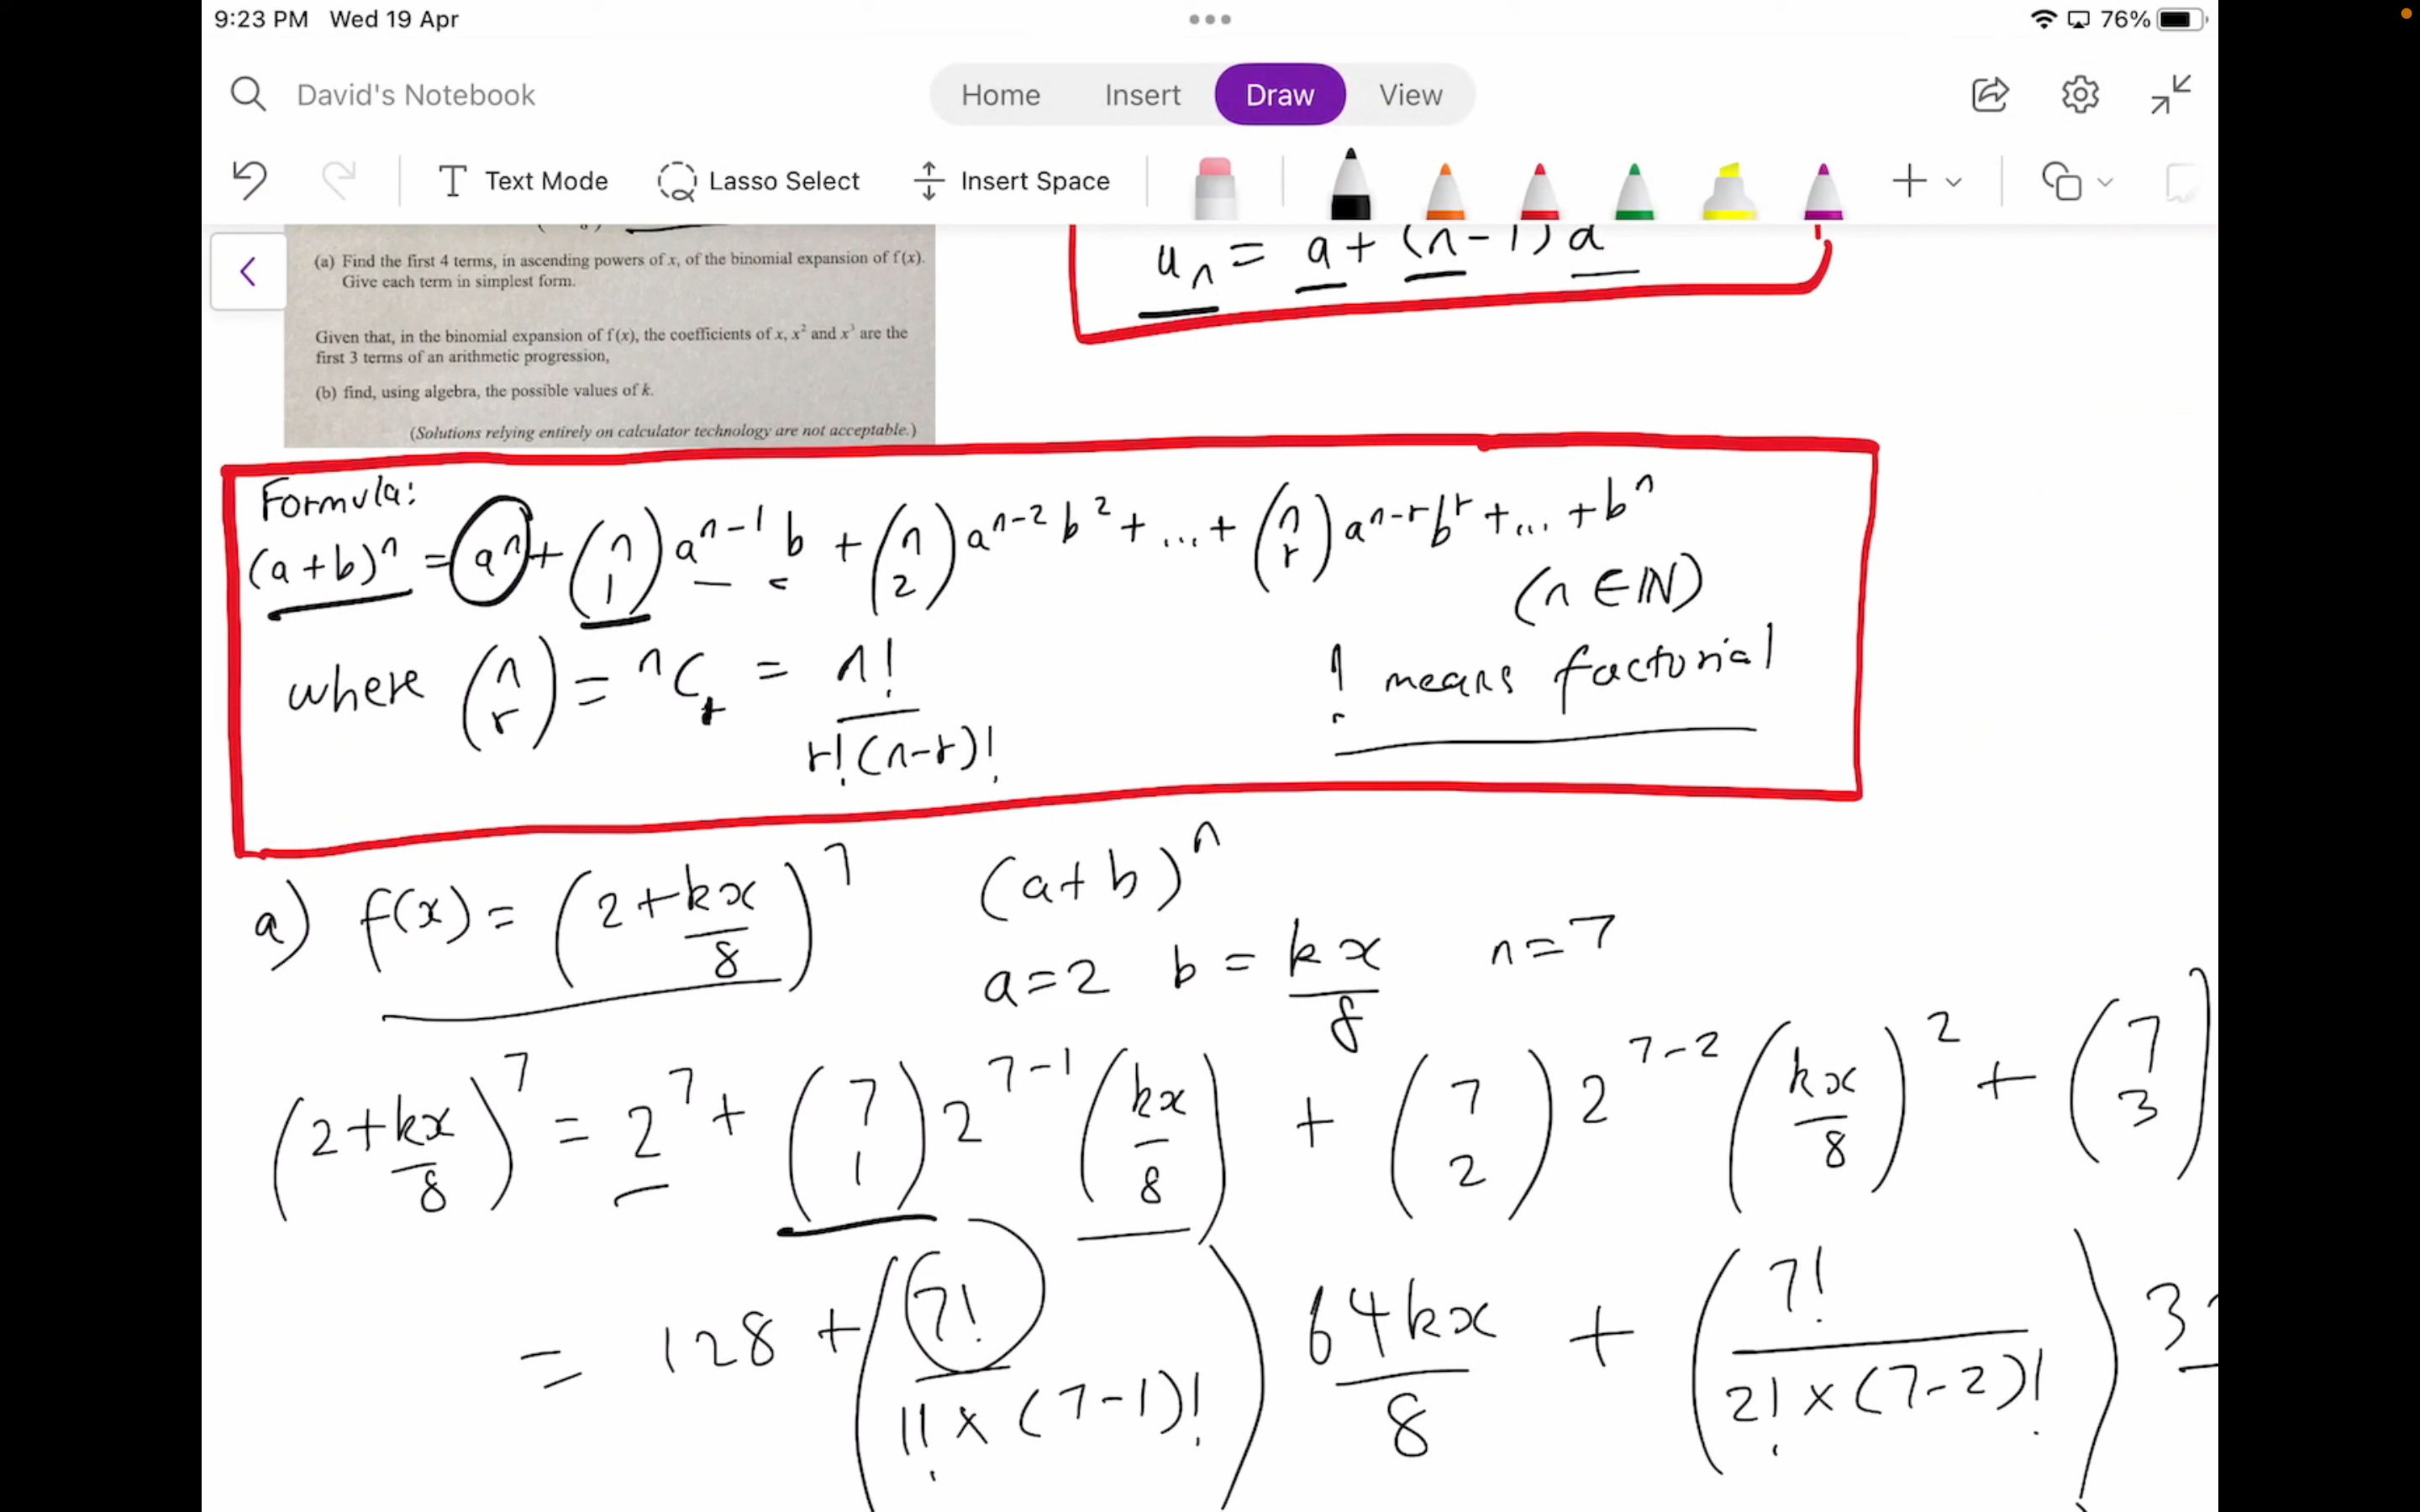 9:23 PM Wed 19 Apr
76%
David's Notebook
Home Insert Draw View
Text Mode Lasso Select Insert Space
uₙ = a + (n-1)d
(a) Find the first 4 terms, in ascending powers of x, of the binomial expansion of f(x).
Give each term in simplest form.
Given that, in the binomial expansion of f(x), the coefficients of x, x² and x³ are the
first 3 terms of an arithmetic progression,
(b) find, using algebra, the possible values of k.
(Solutions relying entirely on calculator technology are not acceptable.)
Formula:
(a+b)ⁿ = aⁿ + (n 1) aⁿ⁻¹ b + (n 2) aⁿ⁻² b² + ... + (n r) aⁿ⁻ʳ bʳ + ... + bⁿ
(n ∈ ℕ)
where (n r) = ⁿCᵣ = n! / r!(n-r)!
! means factorial
a) f(x) = (2 + kx/8)⁷ (a+b)ⁿ
a = 2 b = kx/8 n = 7
(2 + kx/8)⁷ = 2⁷ + (7 1) 2⁷⁻¹ (kx/8) + (7 2) 2⁷⁻² (kx/8)² + (7 3)
= 128 + (7! / 1! × (7-1)!) 64kx/8 + (7! / 2! × (7-2)!) 3